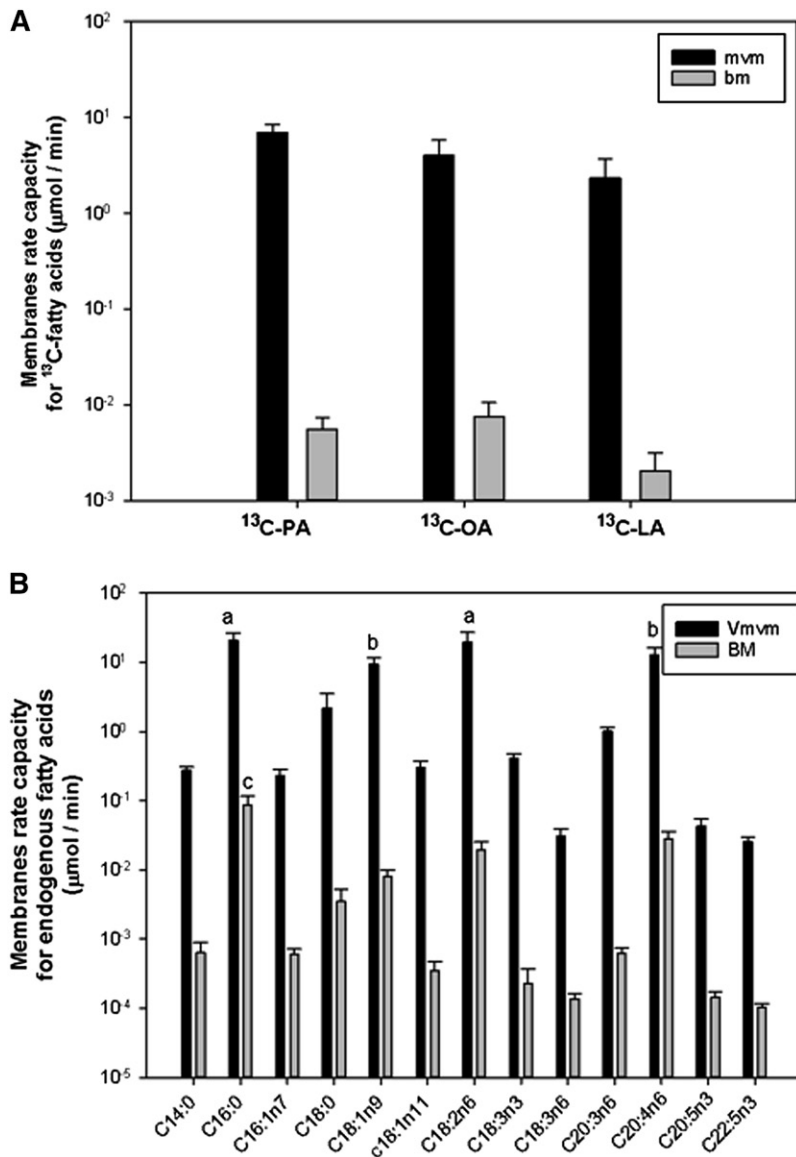 A
Membranes rate capacity
for ¹³C-fatty acids (μmol / min)
10²
10¹
10⁰
10⁻¹
10⁻²
10⁻³
mvm
bm
¹³C-PA
¹³C-OA
¹³C-LA
B
Membranes rate capacity
for endogenous fatty acids
(μmol / min)
10²
10¹
10⁰
10⁻¹
10⁻²
10⁻³
10⁻⁴
10⁻⁵
a
c
b
a
b
Vmvm
BM
C14:0
C16:0
C16:1n7
C18:0
C18:1n9
c18:1n11
C18:2n6
C18:3n3
C18:3n6
C20:3n6
C20:4n6
C20:5n3
C22:5n3